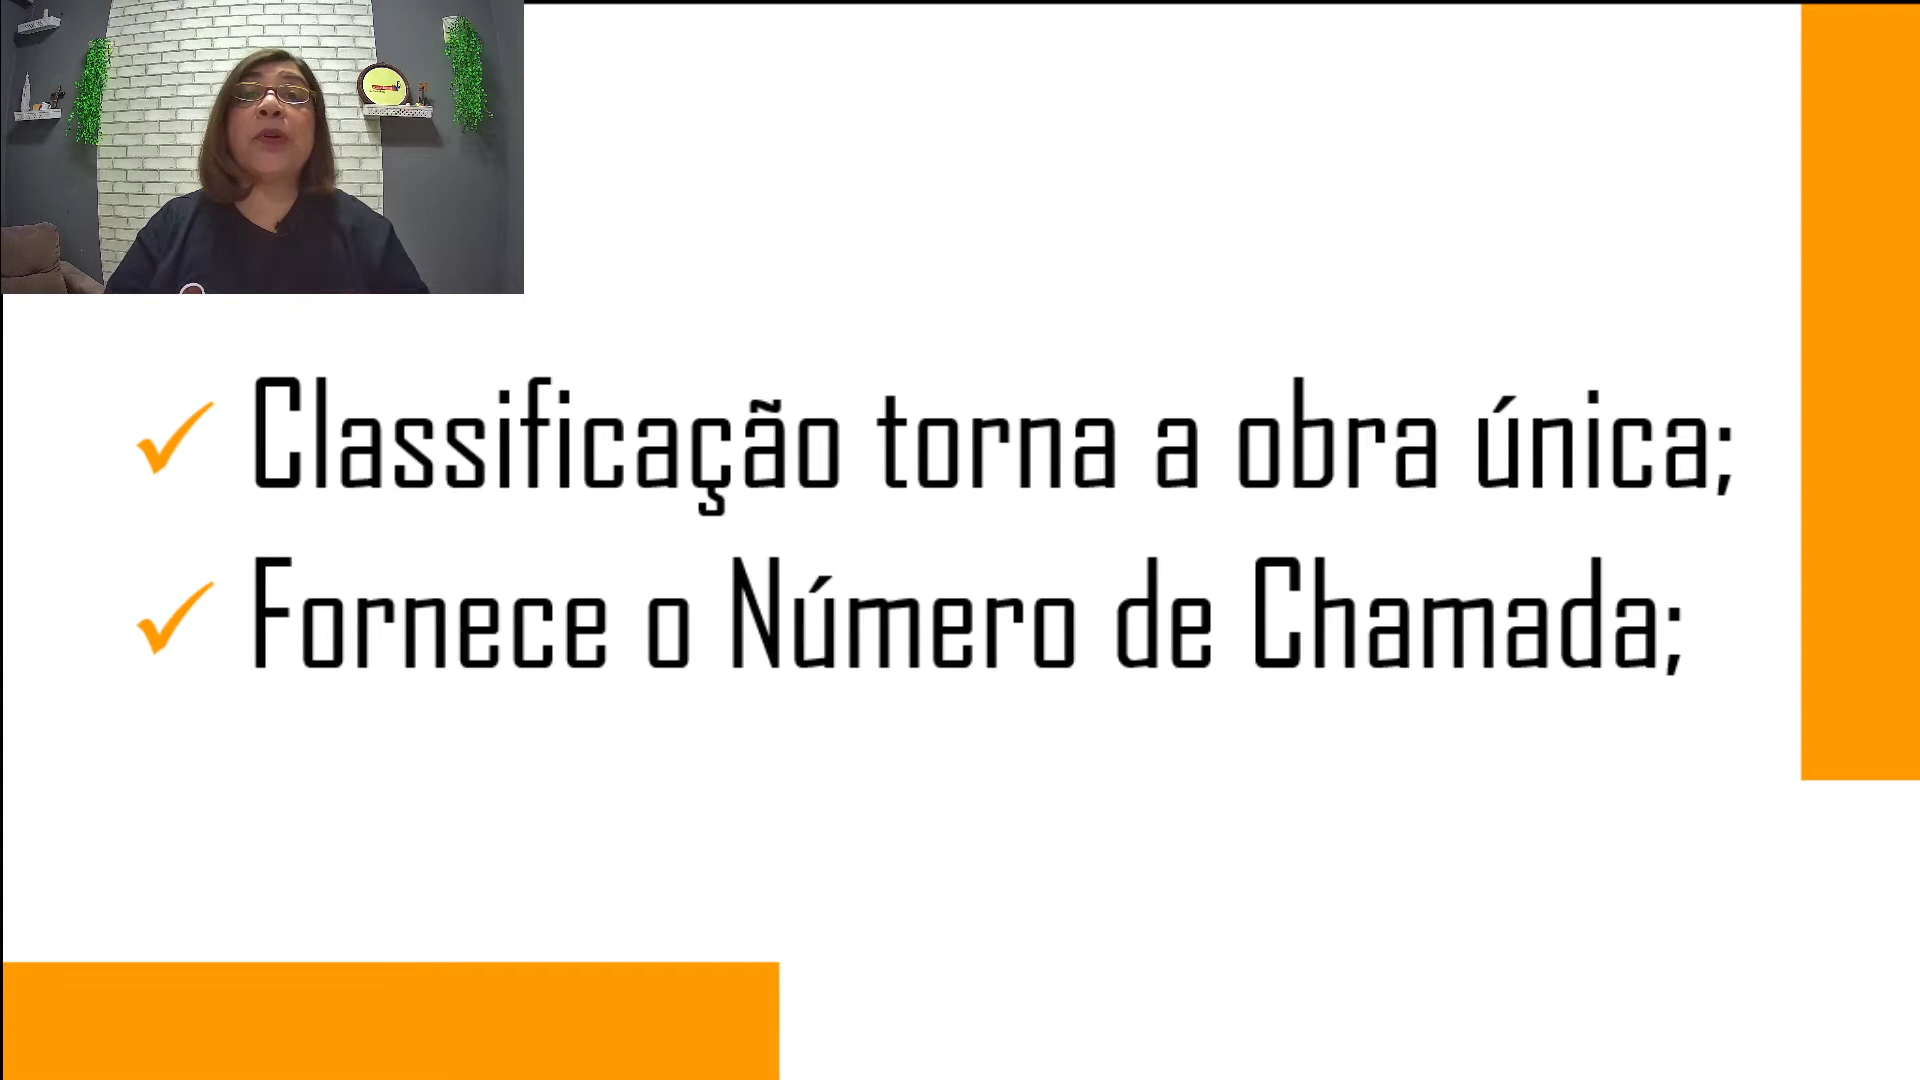 Classificação torna a obra única;
Fornece o Número de Chamada;